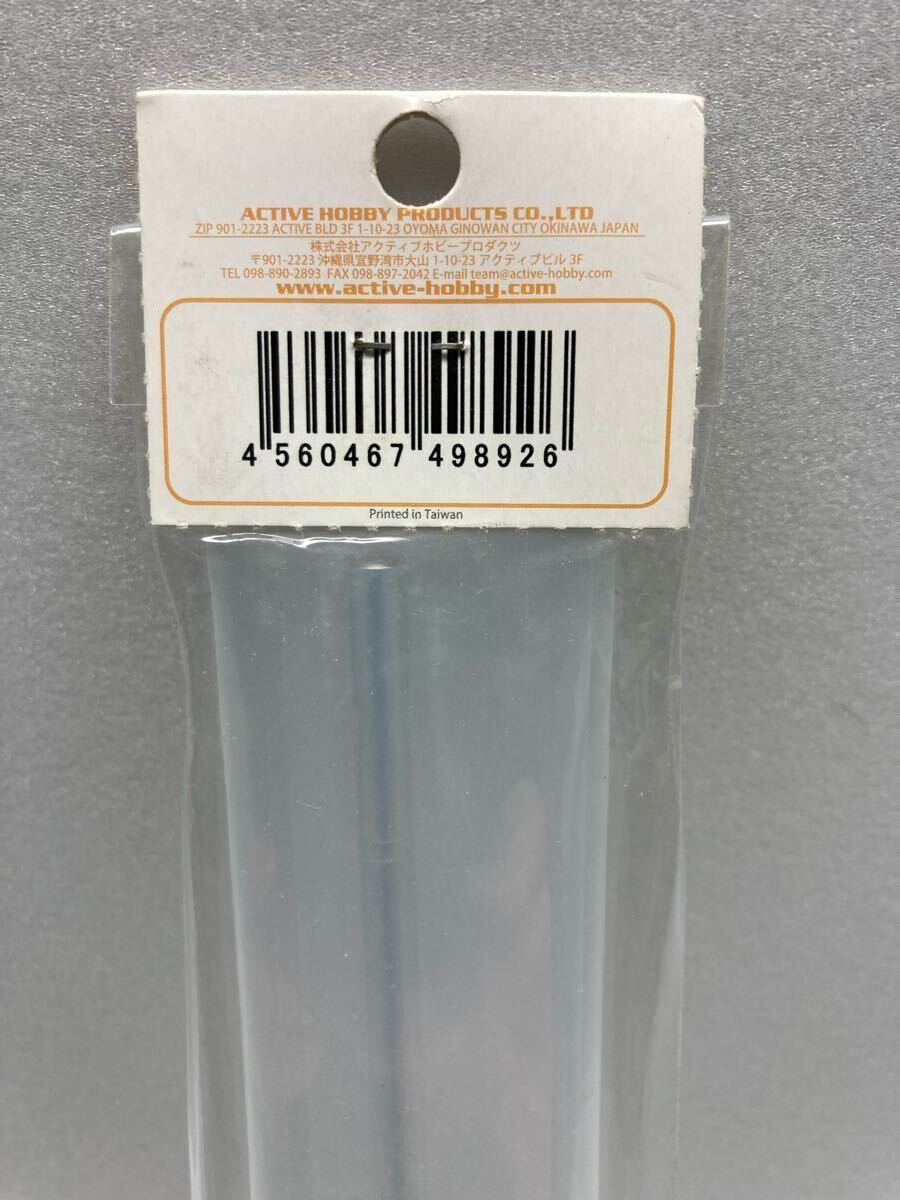 ACTIVE HOBBY PRODUCTS CO.,LTD
ZIP 901-2223 ACTIVE BLD 3F 1-10-23 OYOMA GINOWAN CITY OKINAWA JAPAN
株式会社アクティブホビープロダクツ
〒901-2223 沖縄県宜野湾市大山 1-10-23 アクティブビル 3F
TEL 098-890-2893 FAX 098-897-2042 E-mail team@active-hobby.com
www.active-hobby.com
4 560467 498926
Printed in Taiwan